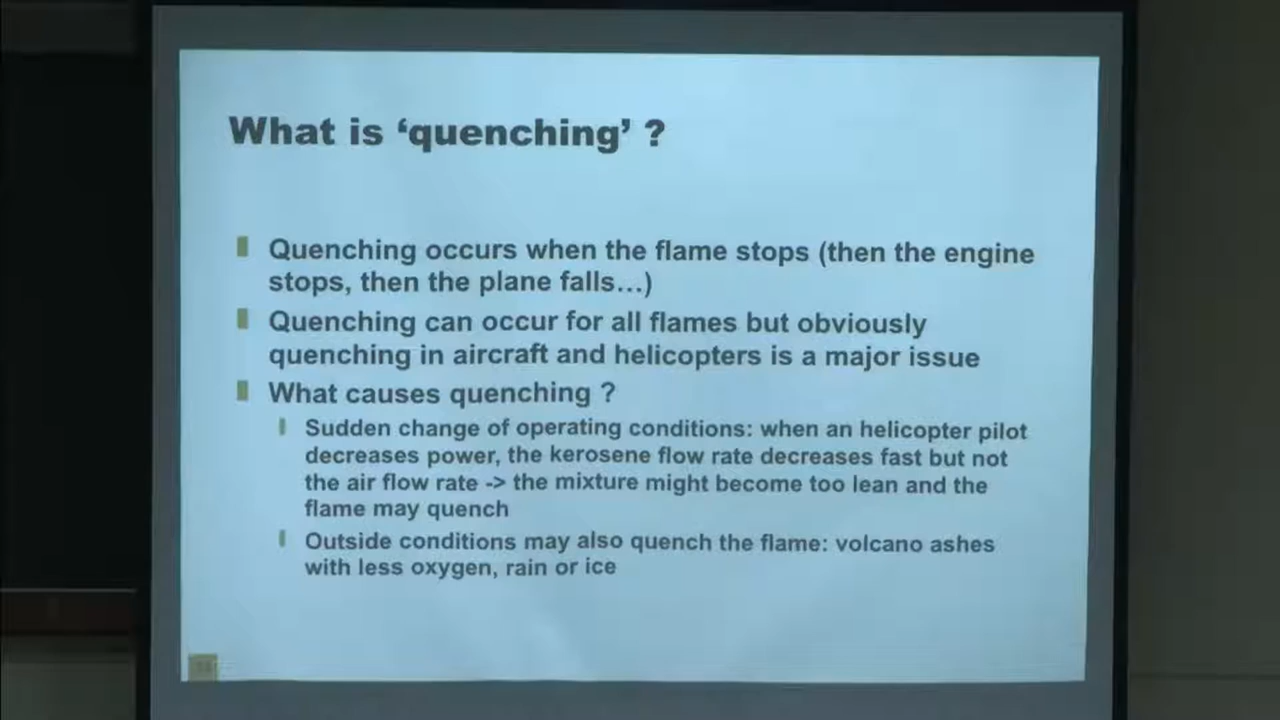 What is ‘quenching’ ?
Quenching occurs when the flame stops (then the engine
stops, then the plane falls…)
Quenching can occur for all flames but obviously
quenching in aircraft and helicopters is a major issue
What causes quenching ?
Sudden change of operating conditions: when an helicopter pilot
decreases power, the kerosene flow rate decreases fast but not
the air flow rate -> the mixture might become too lean and the
flame may quench
Outside conditions may also quench the flame: volcano ashes
with less oxygen, rain or ice